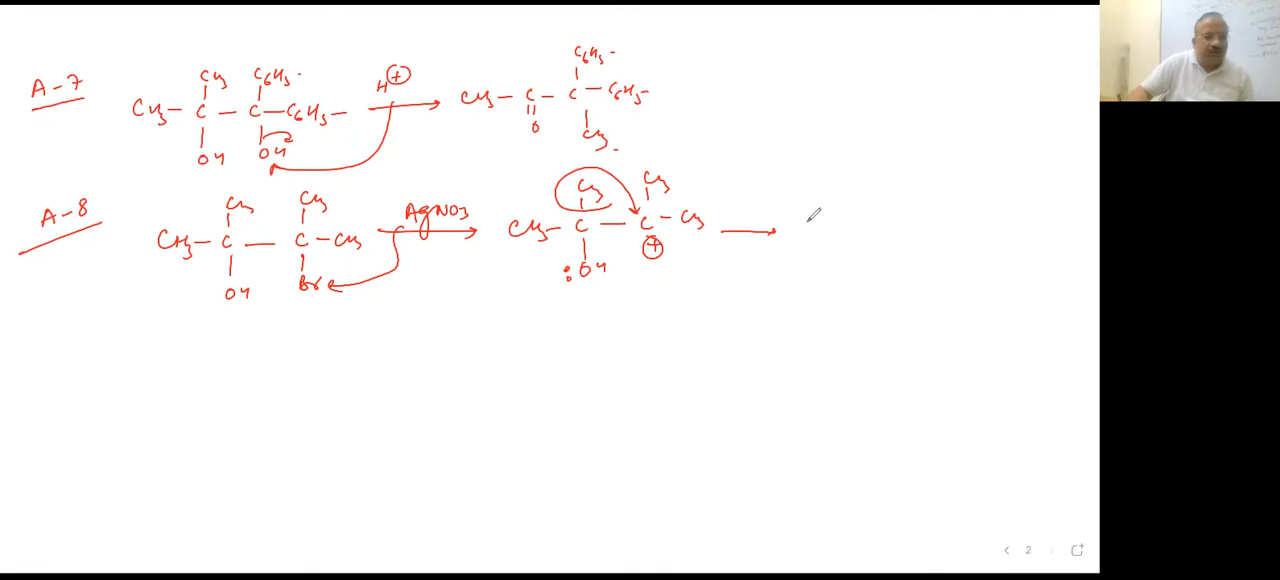 A-7
CH3 C6H5 H+ C6H5
CH3 - C - C - C6H5 → CH3 - C - C - C6H5
OH OH O CH3
A-8
CH3 CH3 AgNO3 CH3 CH3
CH3 - C - C - CH3 → CH3 - C - C - CH3 →
OH Br :OH +
2